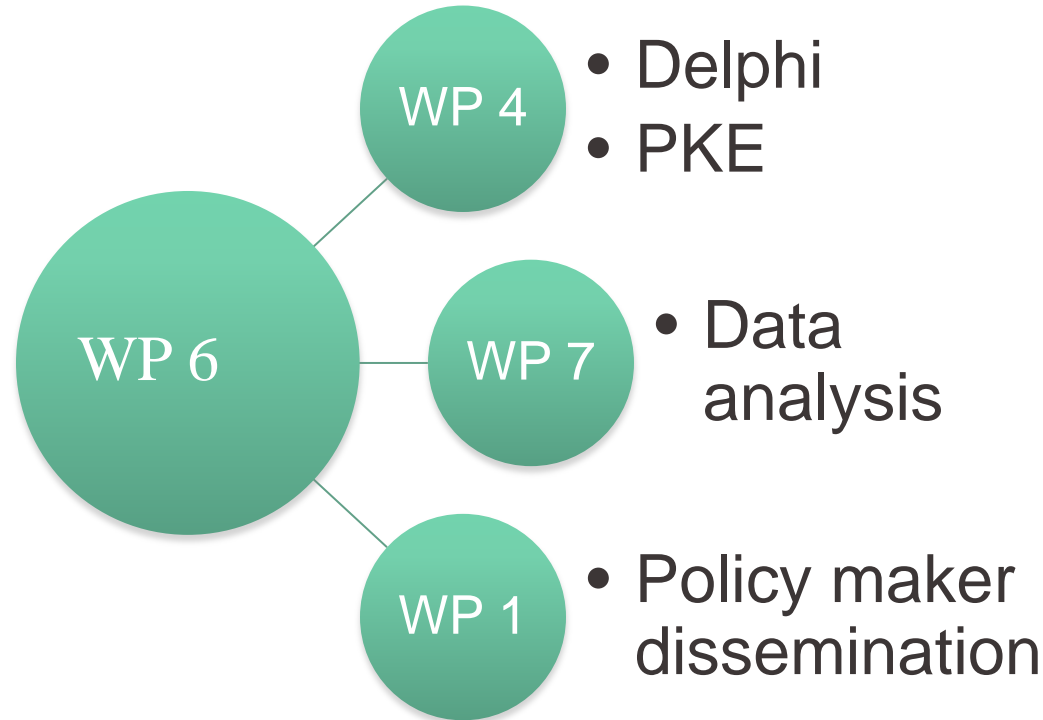 WP 6
WP 4
• Delphi
• PKE
WP 7
• Data
analysis
WP 1
• Policy maker
dissemination